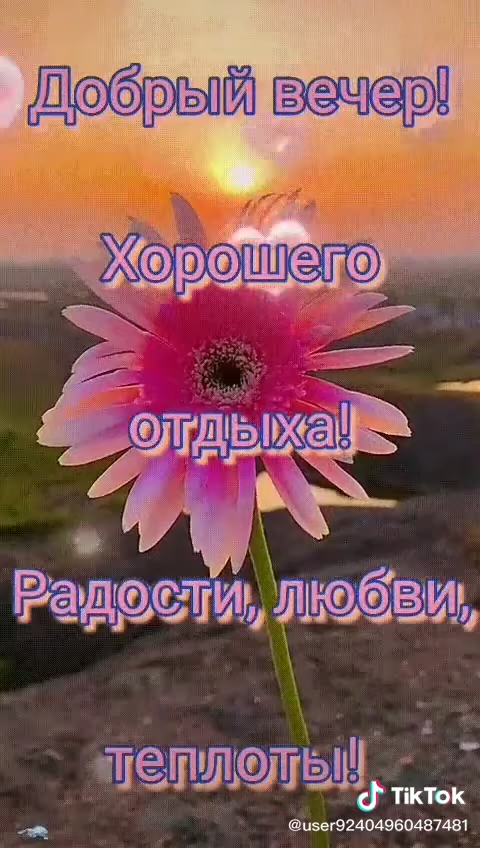 Добрый вечер!
Хорошего
отдыха!
Радости, любви,
теплоты!
TikTok
@user92404960487481